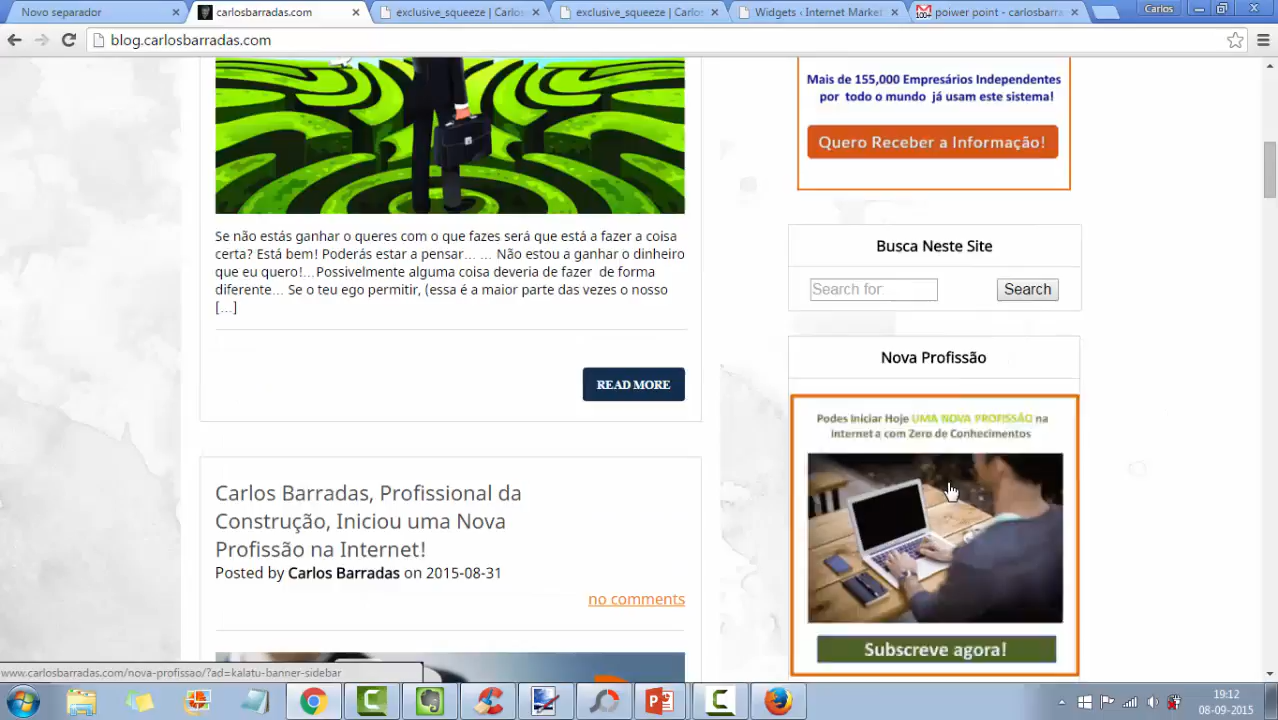 Novo separador
carlosbarradas.com
exclusive_squeeze | Carlos
exclusive_squeeze | Carlos
Widgets ‹ Internet Market
poiwer point - carlosbarra
Carlos
blog.carlosbarradas.com
Mais de 155,000 Empresários Independentes
por todo o mundo já usam este sistema!
Quero Receber a Informação!
Se não estás ganhar o queres com o que fazes será que está a fazer a coisa
certa? Está bem! Poderás estar a pensar… … Não estou a ganhar o dinheiro
que eu quero!…Possivelmente alguma coisa deveria de fazer de forma
diferente… Se o teu ego permitir, (essa é a maior parte das vezes o nosso
[…]
READ MORE
Busca Neste Site
Search for:
Search
Nova Profissão
Podes Iniciar Hoje UMA NOVA PROFISSÃO na
Internet a com Zero de Conhecimentos
Subscreve agora!
Carlos Barradas, Profissional da
Construção, Iniciou uma Nova
Profissão na Internet!
Posted by Carlos Barradas on 2015-08-31
no comments
www.carlosbarradas.com/nova-profissao/?ad=kalatu-banner-sidebar
19:12
08-09-2015